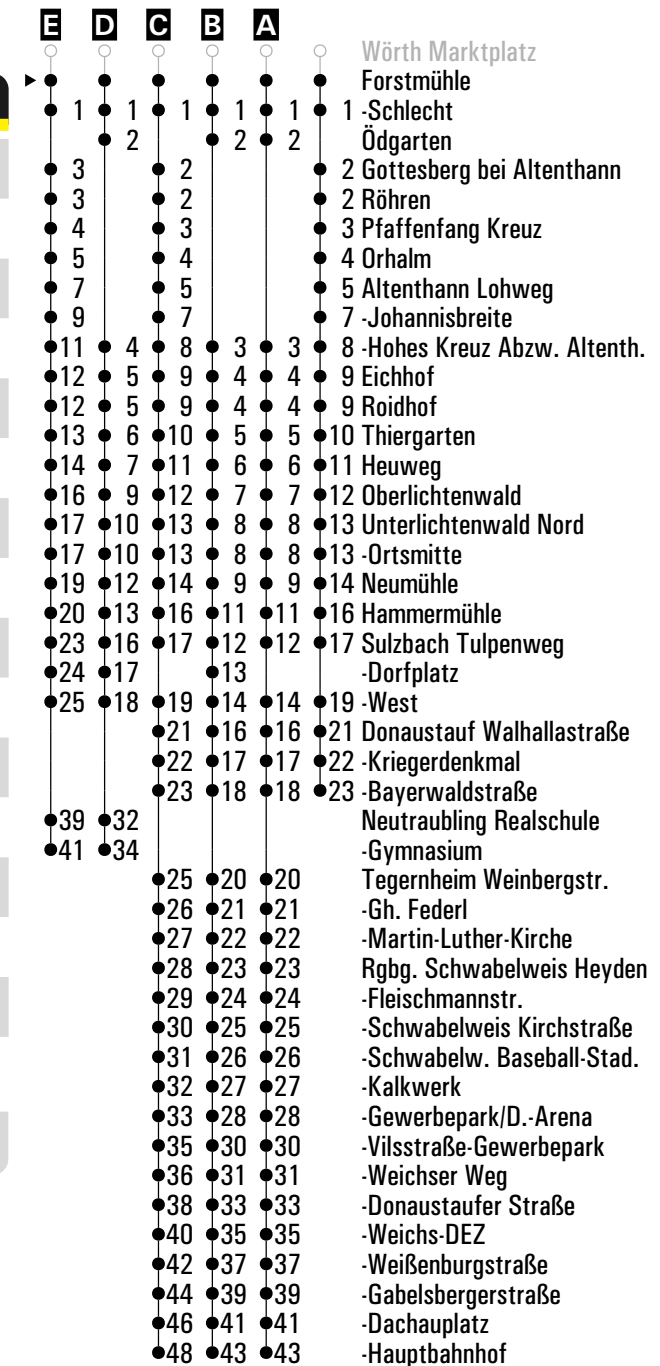 E D C B A
Wörth Marktplatz
Forstmühle
1 1 1 1 1 1 -Schlecht
2 2 2 Ödgarten
3 2 2 Gottesberg bei Altenthann
3 2 2 Röhren
4 3 3 Pfaffenfang Kreuz
5 4 4 Orhalm
7 5 5 Altenthann Lohweg
9 7 7 -Johannisbreite
11 4 8 3 3 8 -Hohes Kreuz Abzw. Altenth.
12 5 9 4 4 9 Eichhof
12 5 9 4 4 9 Roidhof
13 6 10 5 5 10 Thiergarten
14 7 11 6 6 11 Heuweg
16 9 12 7 7 12 Oberlichtenwald
17 10 13 8 8 13 Unterlichtenwald Nord
17 10 13 8 8 13 -Ortsmitte
19 12 14 9 9 14 Neumühle
20 13 16 11 11 16 Hammermühle
23 16 17 12 12 17 Sulzbach Tulpenweg
24 17 13 -Dorfplatz
25 18 19 14 14 19 -West
21 16 16 21 Donaustauf Walhallastraße
22 17 17 22 -Kriegerdenkmal
23 18 18 23 -Bayerwaldstraße
39 32 Neutraubling Realschule
41 34 -Gymnasium
25 20 20 Tegernheim Weinbergstr.
26 21 21 -Gh. Federl
27 22 22 -Martin-Luther-Kirche
28 23 23 Rgbg. Schwabelweis Heyden
29 24 24 -Fleischmannstr.
30 25 25 -Schwabelweis Kirchstraße
31 26 26 -Schwabelw. Baseball-Stad.
32 27 27 -Kalkwerk
33 28 28 -Gewerbepark/D.-Arena
35 30 30 -Vilsstraße-Gewerbepark
36 31 31 -Weichser Weg
38 33 33 -Donaustaufer Straße
40 35 35 -Weichs-DEZ
42 37 37 -Weißenburgstraße
44 39 39 -Gabelsbergerstraße
46 41 41 -Dachauplatz
48 43 43 -Hauptbahnhof